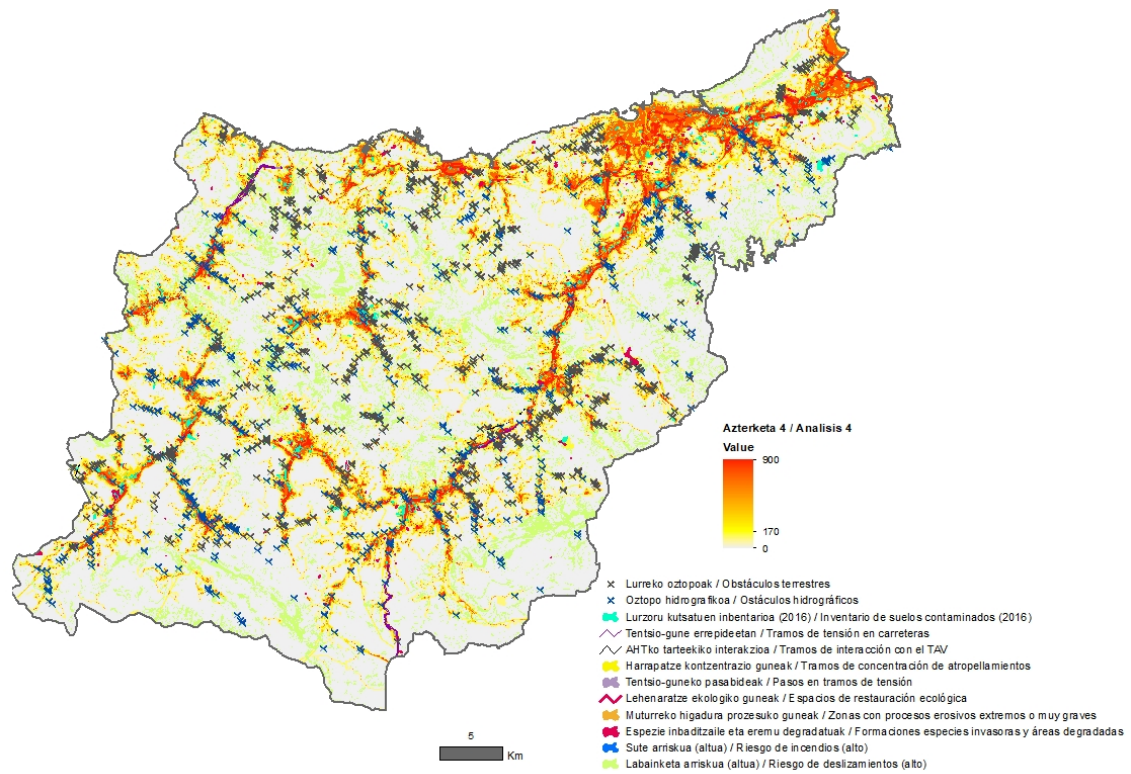 Azterketa 4 / Analisis 4
Value
900
170
0
Lurreko oztopoak / Obstáculos terrestres
Oztopo hidrografikoa / Ostáculos hidrográficos
Lurzoru kutsatuen inbentarioa (2016) / Inventario de suelos contaminados (2016)
Tentsio-gune errepideetan / Tramos de tensión en carreteras
AHTko tarteekiko interakzioa / Tramos de interacción con el TAV
Harrapatze kontzentrazio guneak / Tramos de concentración de atropellamientos
Tentsio-guneko pasabideak / Pasos en tramos de tensión
Lehenaratze ekologiko guneak / Espacios de restauración ecológica
Muturreko higadura prozesuko guneak / Zonas con procesos erosivos extremos o muy graves
Espezie inbaditzaile eta eremu degradatuak / Formaciones especies invasoras y áreas degradadas
Sute arriskua (altua) / Riesgo de incendios (alto)
Labainketa arriskua (altua) / Riesgo de deslizamientos (alto)
5
Km